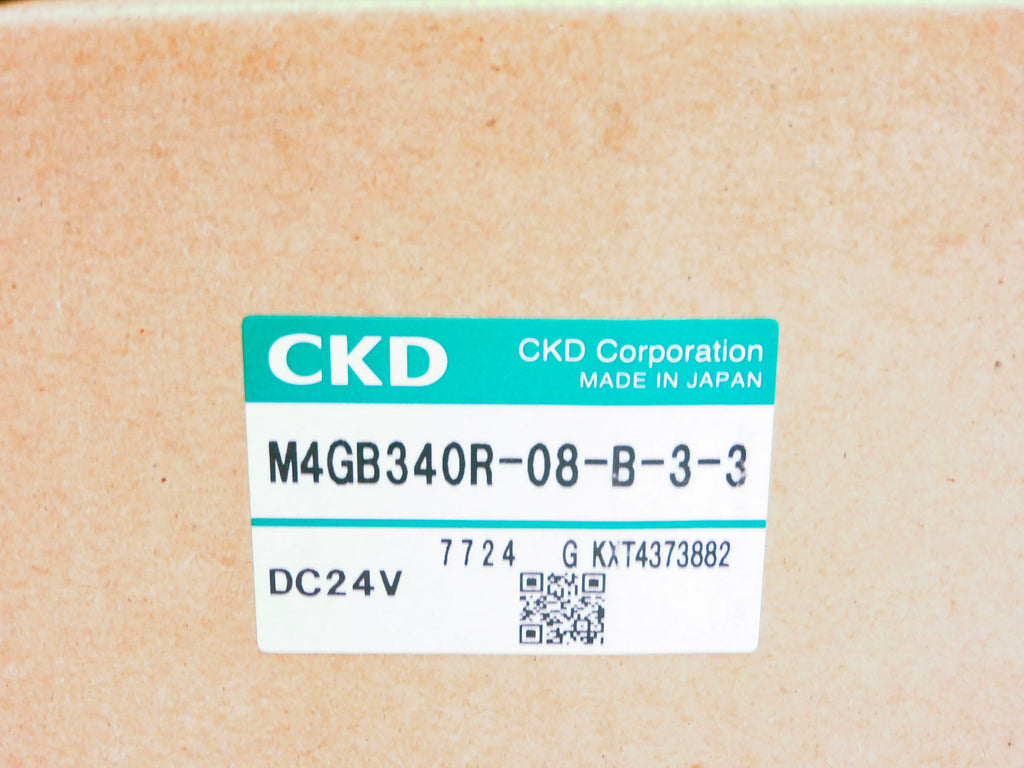 CKD
CKD Corporation
MADE IN JAPAN
M4GB340R-08-B-3-3
7724 G KXT4373882
DC24V